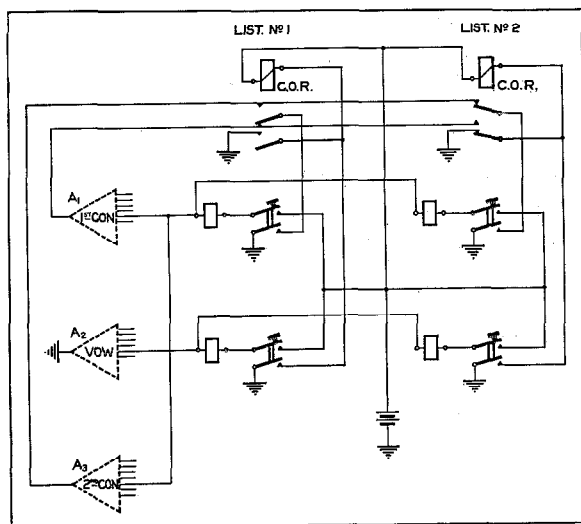 LIST. Nº 1
LIST. Nº 2
C.O.R.
C.O.R.
A1
1ST CON
A2
VOW
A3
2ND CON